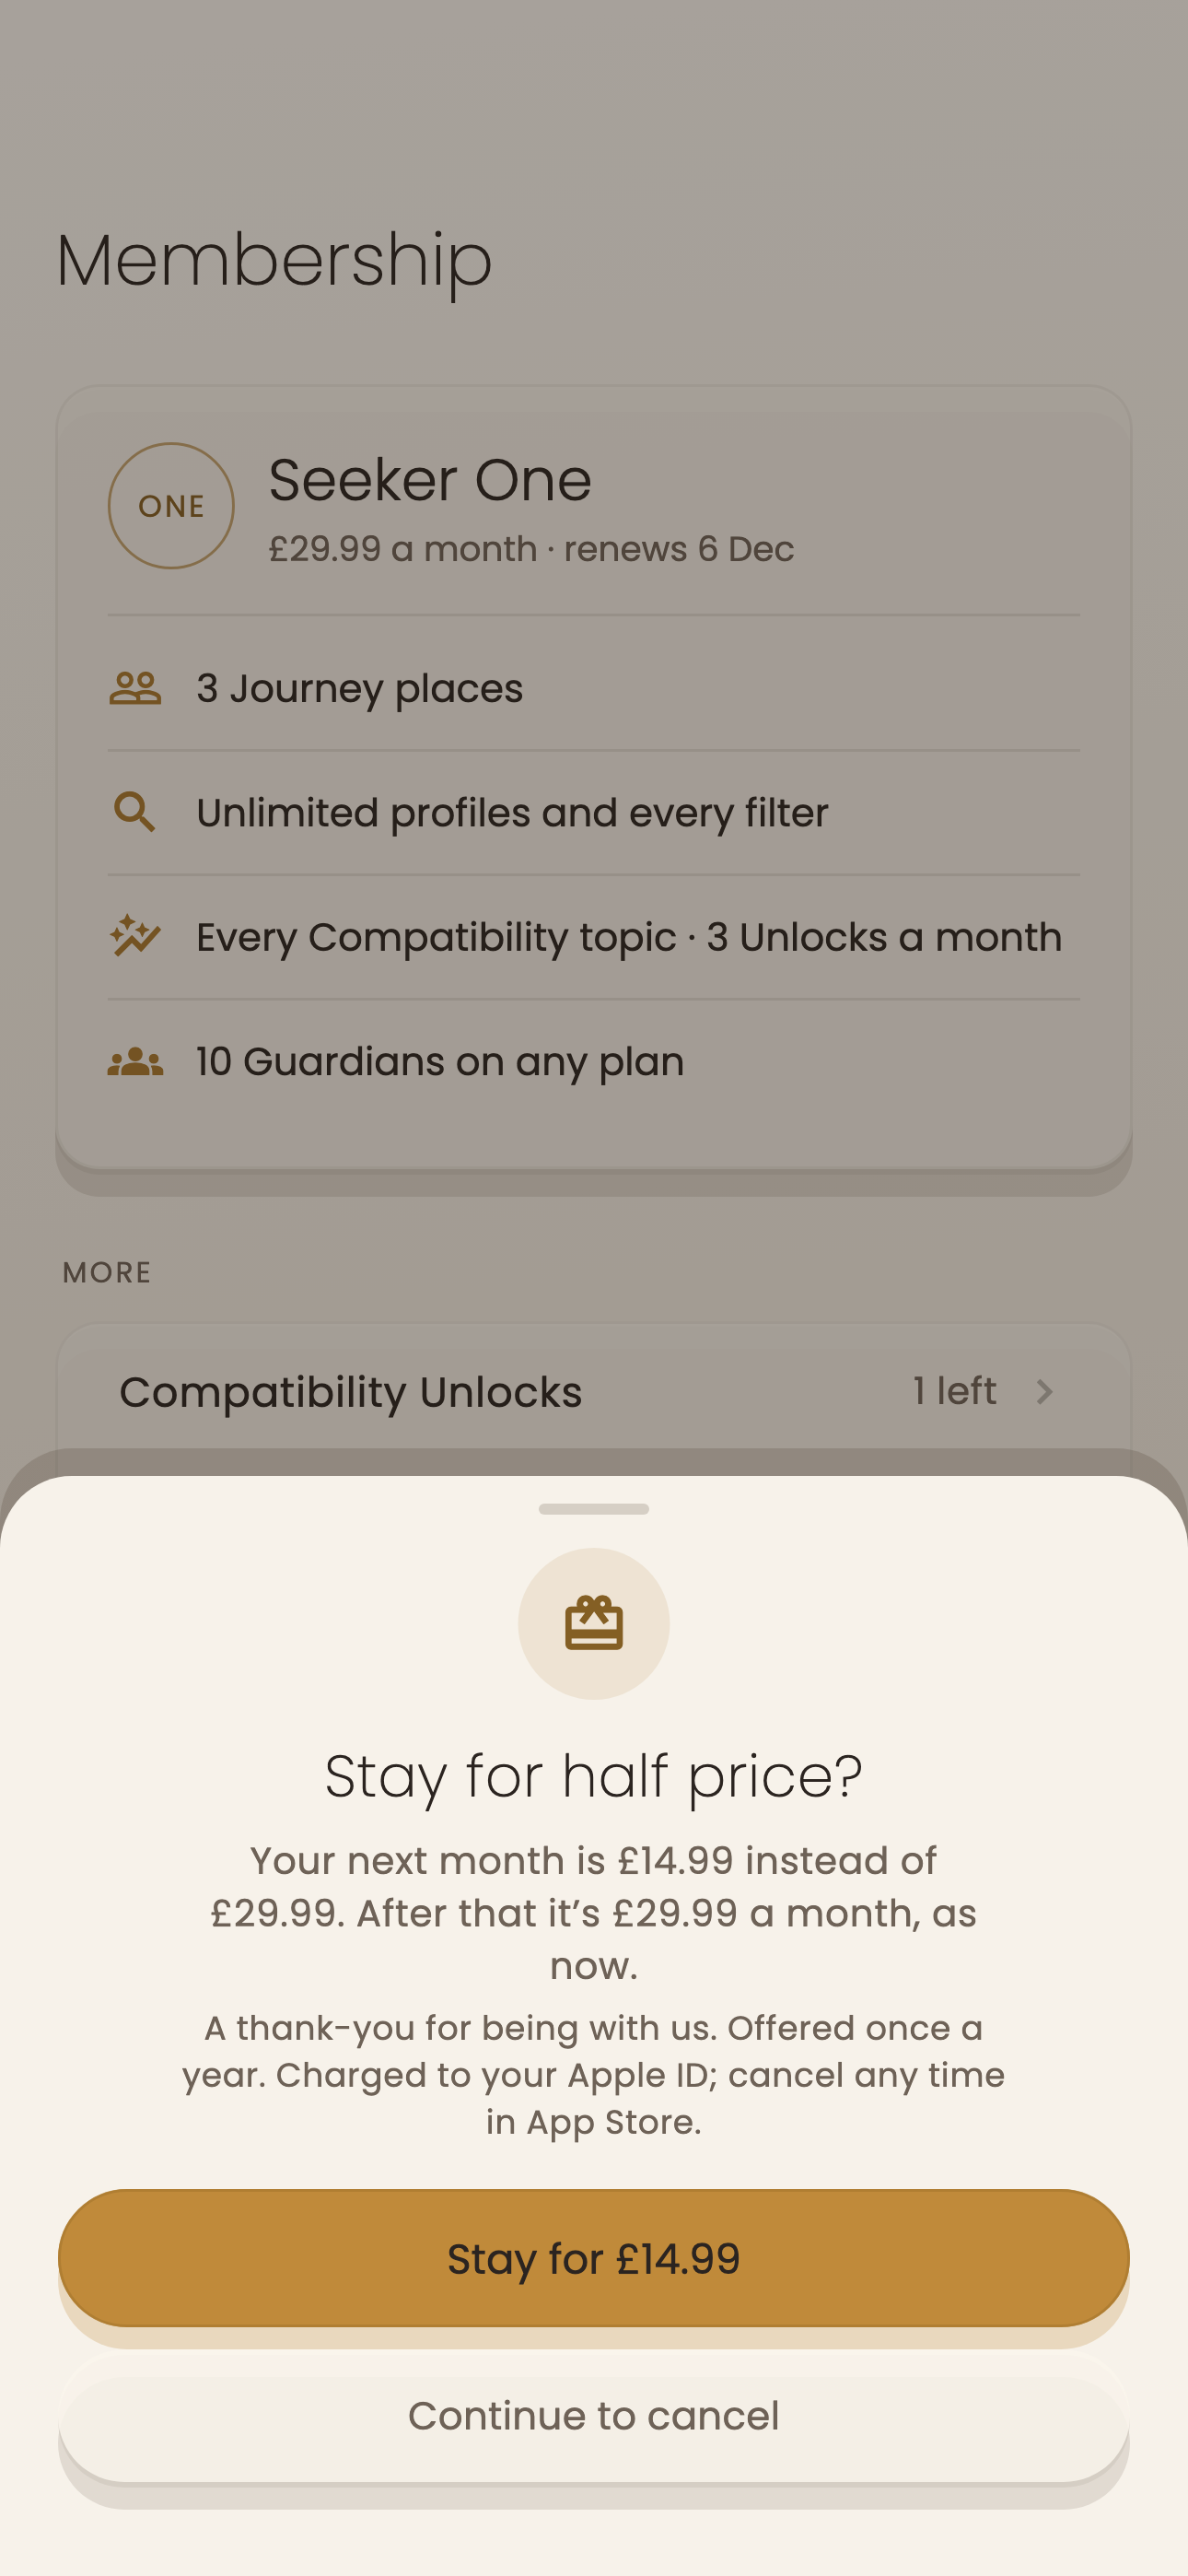 Membership
ONE
Seeker One
£29.99 a month · renews 6 Dec
3 Journey places
Unlimited profiles and every filter
Every Compatibility topic · 3 Unlocks a month
10 Guardians on any plan
MORE
Compatibility Unlocks
1 left
Stay for half price?
Your next month is £14.99 instead of
£29.99. After that it’s £29.99 a month, as
now.
A thank-you for being with us. Offered once a
year. Charged to your Apple ID; cancel any time
in App Store.
Stay for £14.99
Continue to cancel